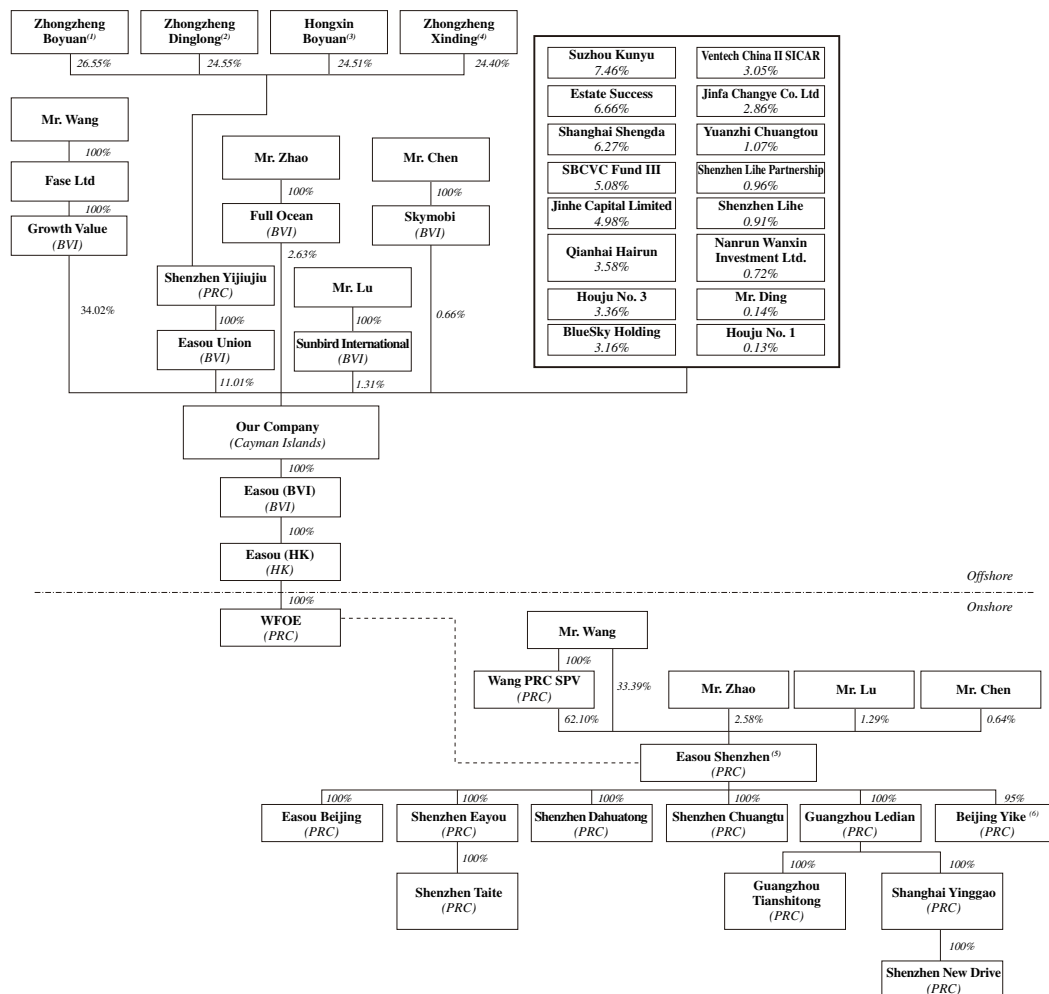 Zhongzheng
Boyuan(1)
Zhongzheng
Dinglong(2)
Hongxin
Boyuan(3)
Zhongzheng
Xinding(4)
26.55%
24.55%
24.51%
24.40%
Mr. Wang
100%
Fase Ltd
100%
Growth Value
(BVI)
34.02%
Shenzhen Yijiujiu
(PRC)
100%
Easou Union
(BVI)
11.01%
Mr. Zhao
100%
Full Ocean
(BVI)
2.63%
Mr. Lu
100%
Sunbird International
(BVI)
1.31%
Mr. Chen
100%
Skymobi
(BVI)
0.66%
Suzhou Kunyu
7.46%
Estate Success
6.66%
Shanghai Shengda
6.27%
SBCVC Fund III
5.08%
Jinhe Capital Limited
4.98%
Qianhai Hairun
3.58%
Houju No. 3
3.36%
BlueSky Holding
3.16%
Ventech China II SICAR
3.05%
Jinfa Changye Co. Ltd
2.86%
Yuanzhi Chuangtou
1.07%
Shenzhen Lihe Partnership
0.96%
Shenzhen Lihe
0.91%
Nanrun Wanxin
Investment Ltd.
0.72%
Mr. Ding
0.14%
Houju No. 1
0.13%
Our Company
(Cayman Islands)
100%
Easou (BVI)
(BVI)
100%
Easou (HK)
(HK)
Offshore
100%
Onshore
WFOE
(PRC)
Mr. Wang
100%
33.39%
Wang PRC SPV
(PRC)
Mr. Zhao
Mr. Lu
Mr. Chen
62.10%
2.58%
1.29%
0.64%
Easou Shenzhen(5)
(PRC)
100%
100%
100%
100%
100%
95%
Easou Beijing
(PRC)
Shenzhen Eayou
(PRC)
Shenzhen Dahuatong
(PRC)
Shenzhen Chuangtu
(PRC)
Guangzhou Ledian
(PRC)
Beijing Yike (6)
(PRC)
100%
100%
100%
Shenzhen Taite
(PRC)
Guangzhou
Tianshitong
(PRC)
Shanghai Yinggao
(PRC)
100%
Shenzhen New Drive
(PRC)